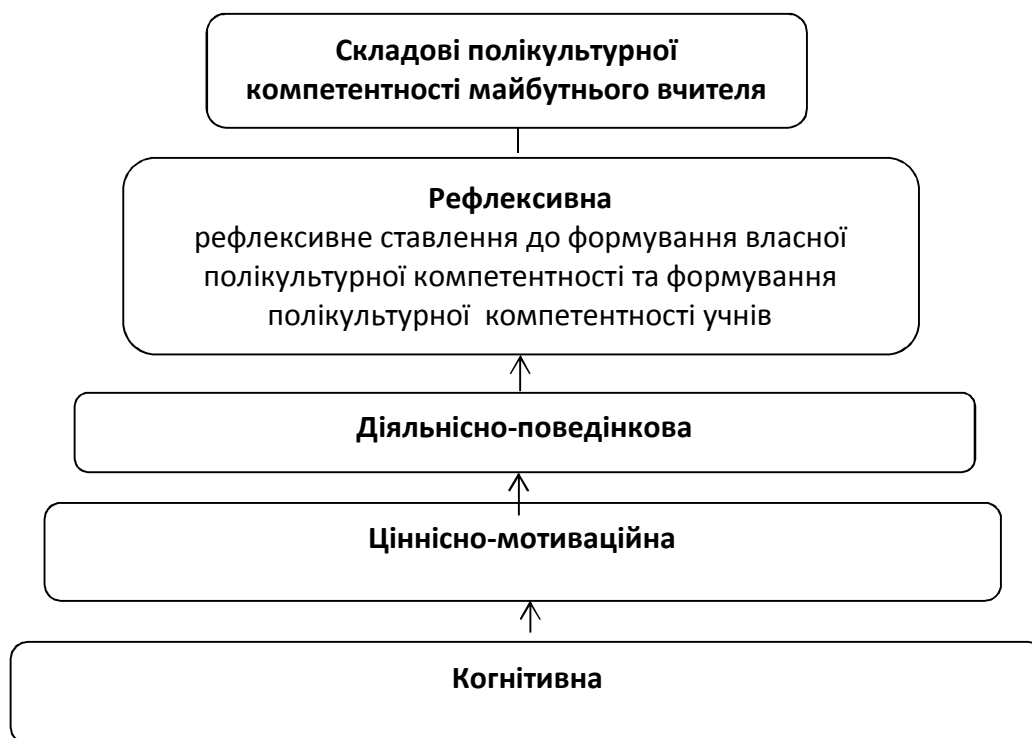 Складові полікультурної
компетентності майбутнього вчителя
Рефлексивна
рефлексивне ставлення до формування власної
полікультурної компетентності та формування
полікультурної компетентності учнів
Діяльнісно-поведінкова
Ціннісно-мотиваційна
Когнітивна